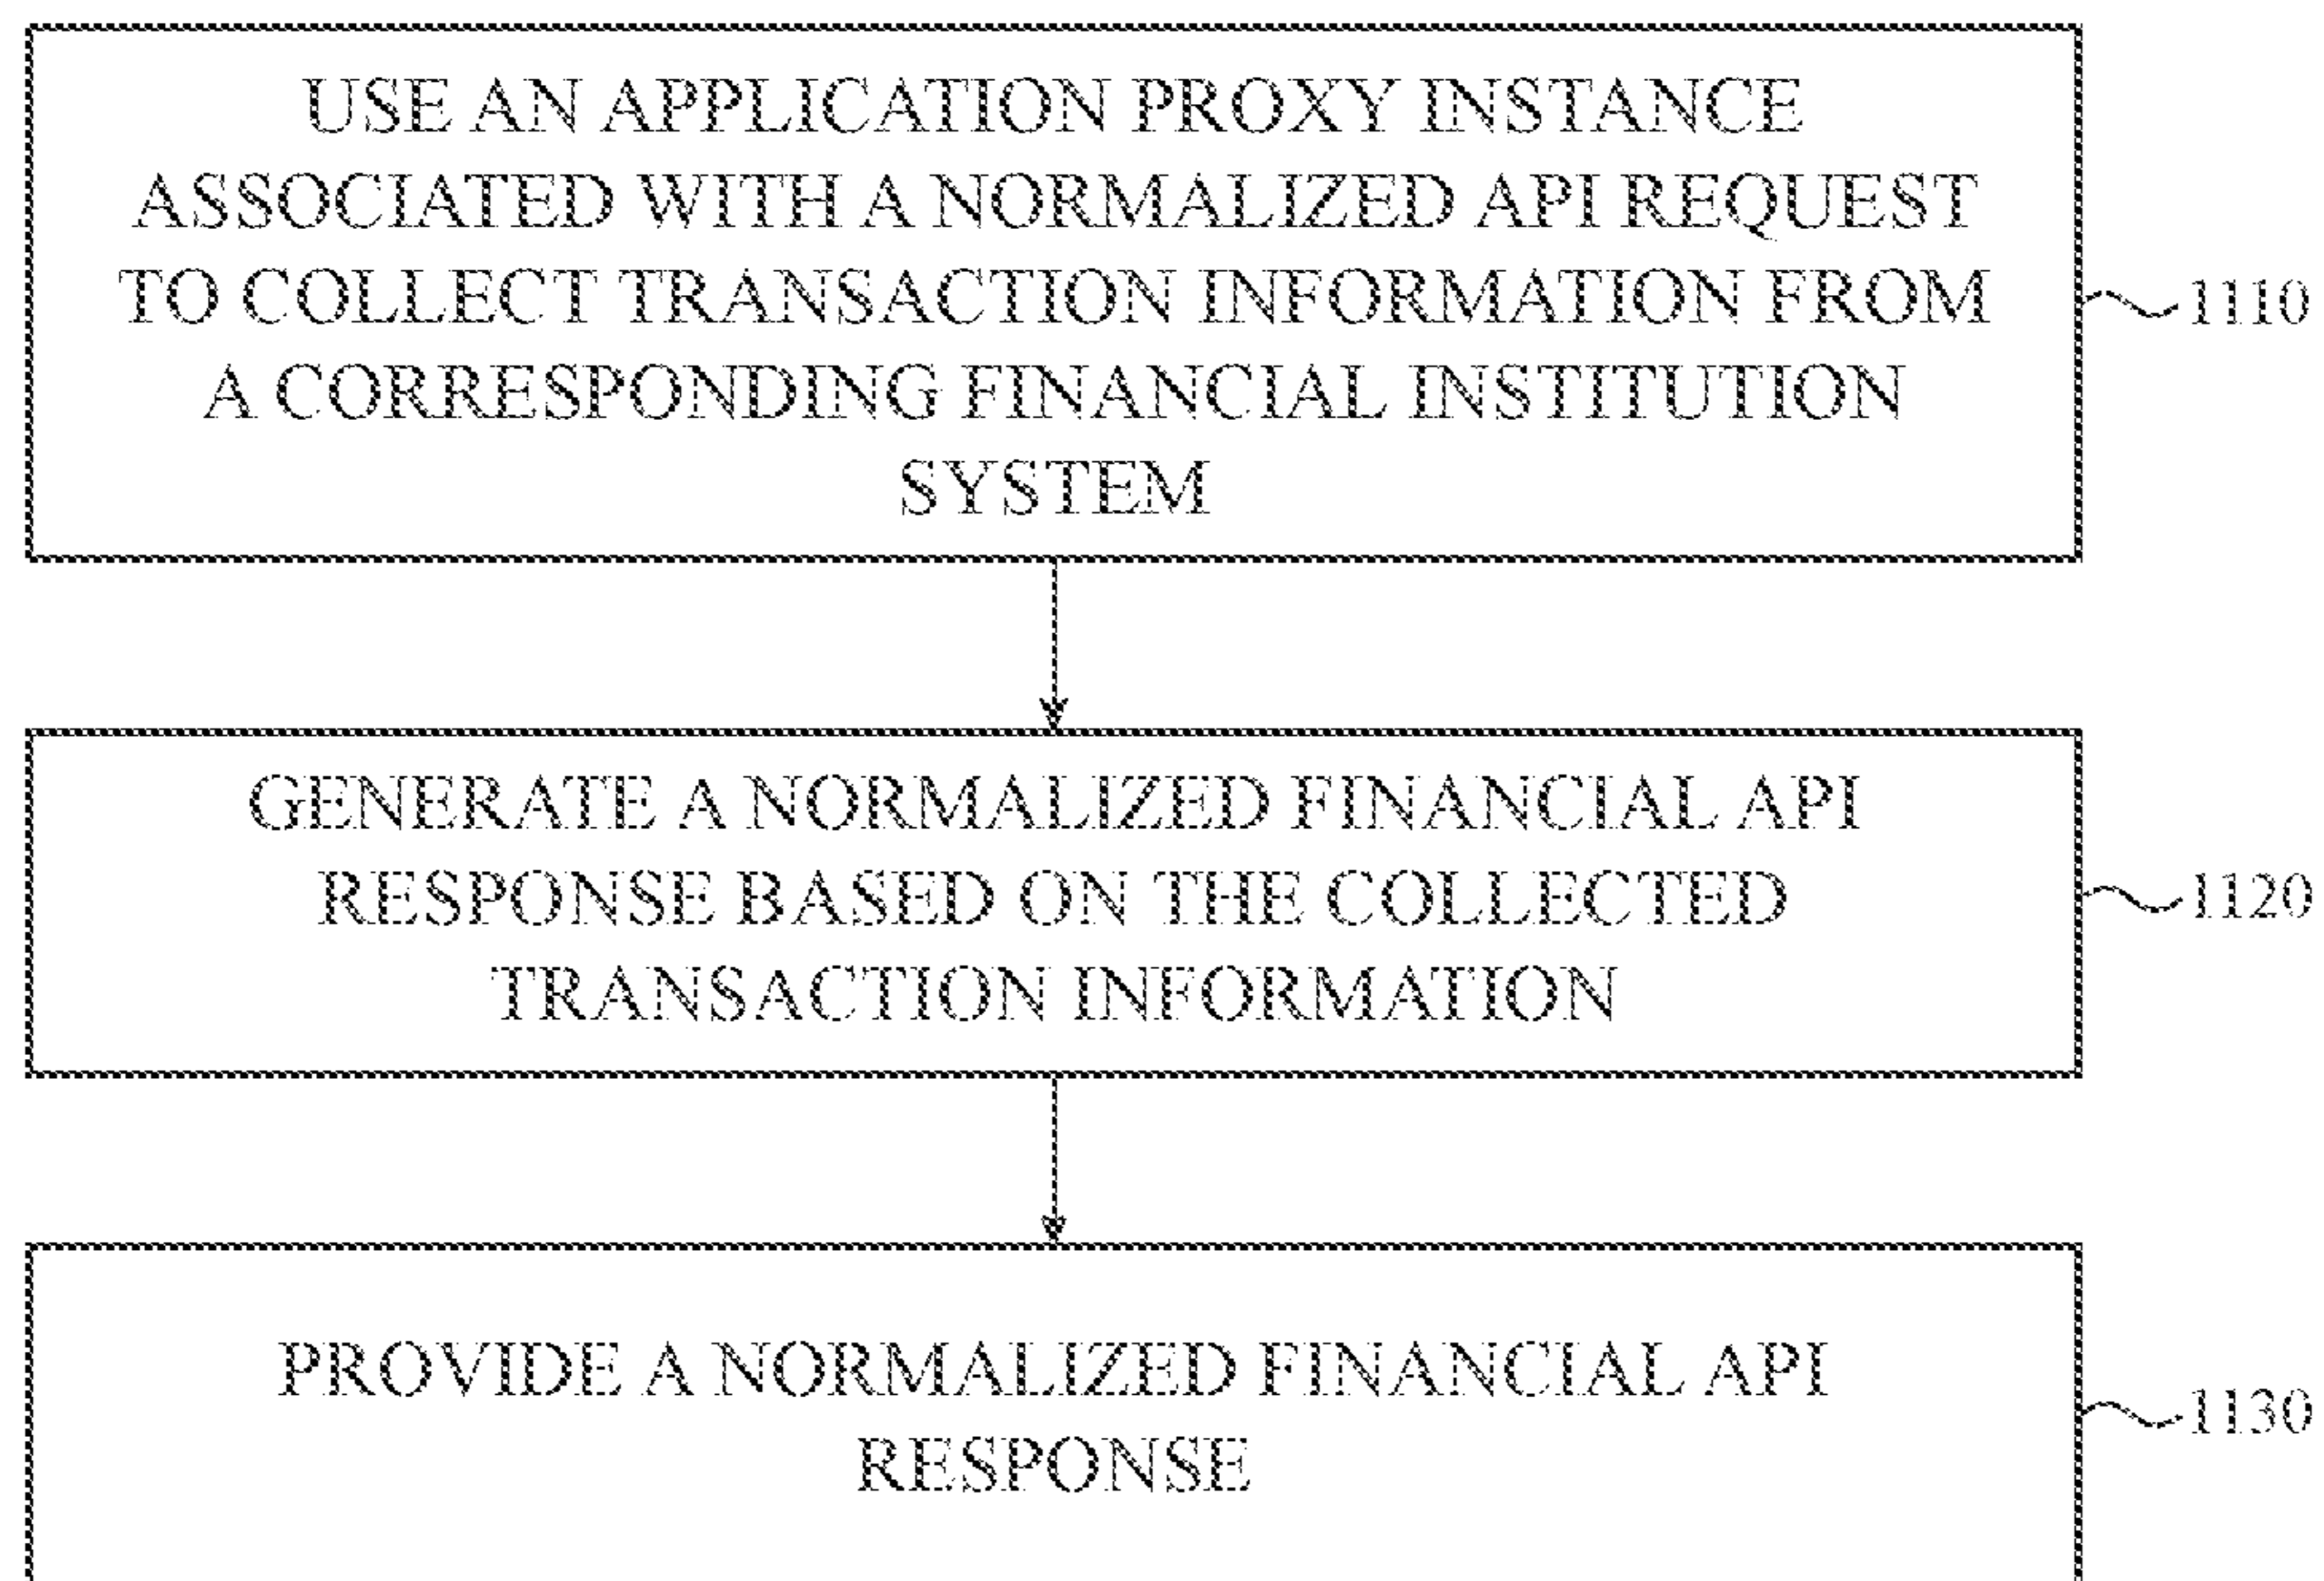 USE AN APPLICATION PROXY INSTANCE
ASSOCIATED WITH A NORMALIZED API REQUEST
TO COLLECT TRANSACTION INFORMATION FROM
A CORRESPONDING FINANCIAL INSTITUTION
SYSTEM
1110
GENERATE A NORMALIZED FINANCIAL API
RESPONSE BASED ON THE COLLECTED
TRANSACTION INFORMATION
1120
PROVIDE A NORMALIZED FINANCIAL API
RESPONSE
1130